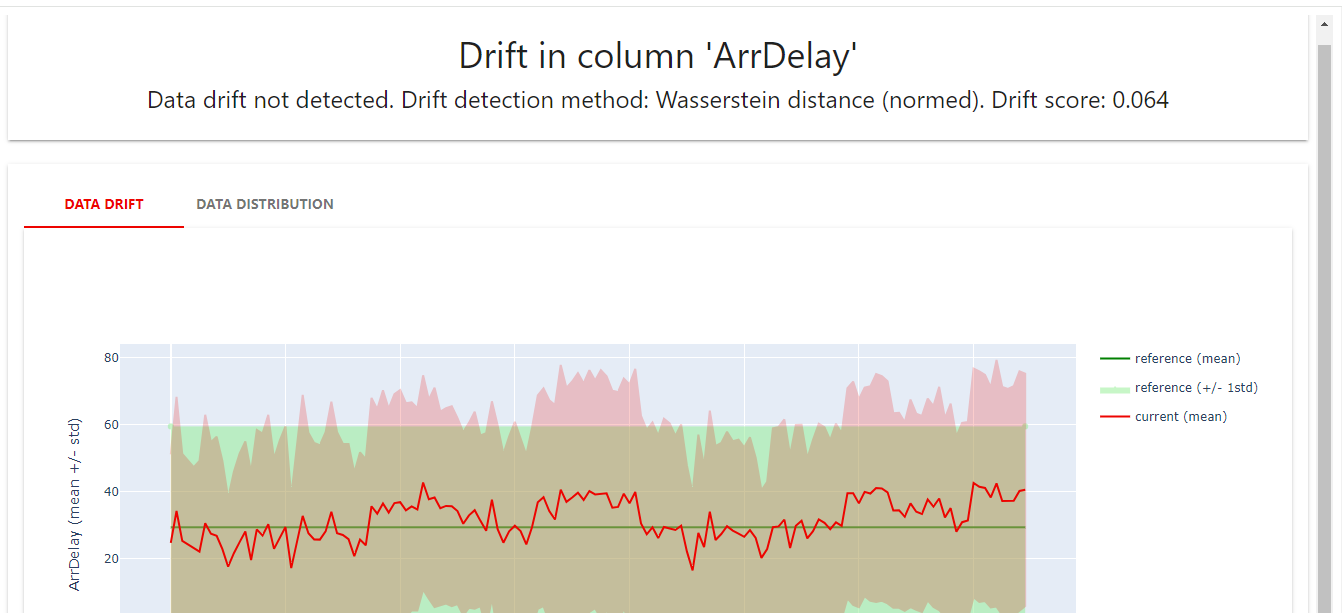 Drift in column 'ArrDelay'
Data drift not detected. Drift detection method: Wasserstein distance (normed). Drift score: 0.064
DATA DRIFT DATA DISTRIBUTION
80
60
40
20
ArrDelay (mean +/- std)
reference (mean)
reference (+/- 1std)
current (mean)